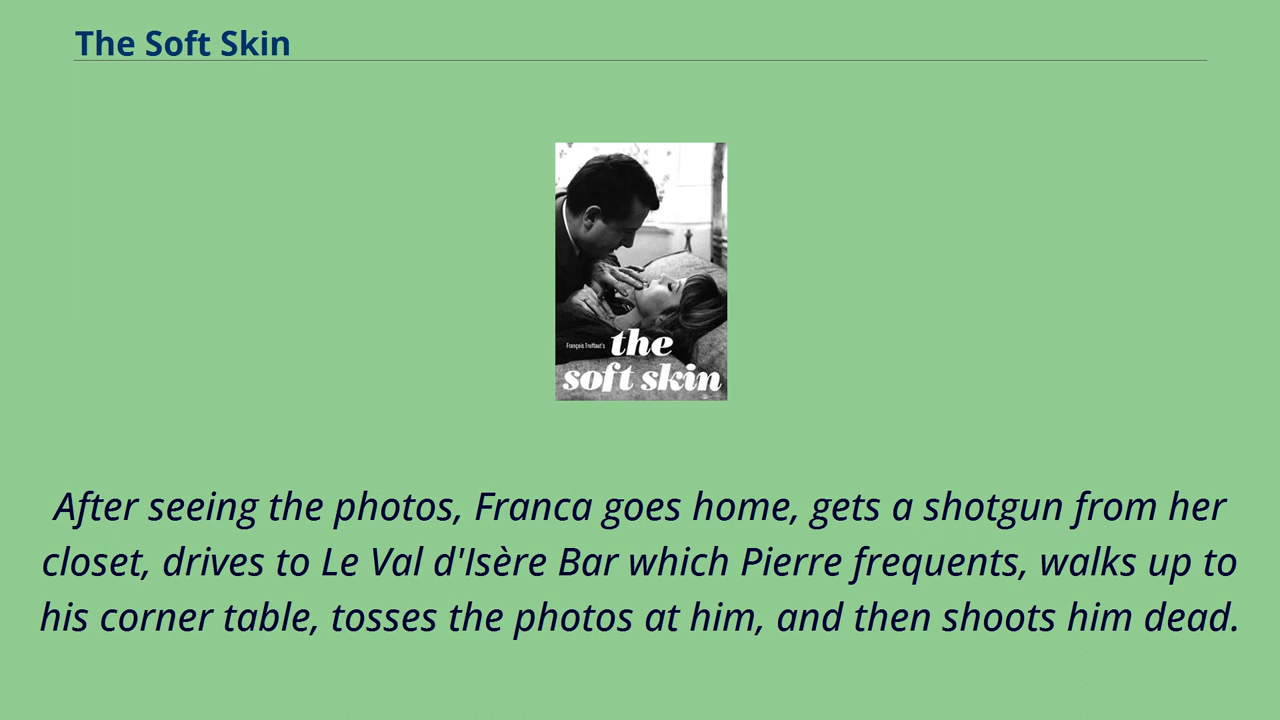 The Soft Skin
François Truffaut's
the
soft skin
After seeing the photos, Franca goes home, gets a shotgun from her
closet, drives to Le Val d'Isère Bar which Pierre frequents, walks up to
his corner table, tosses the photos at him, and then shoots him dead.